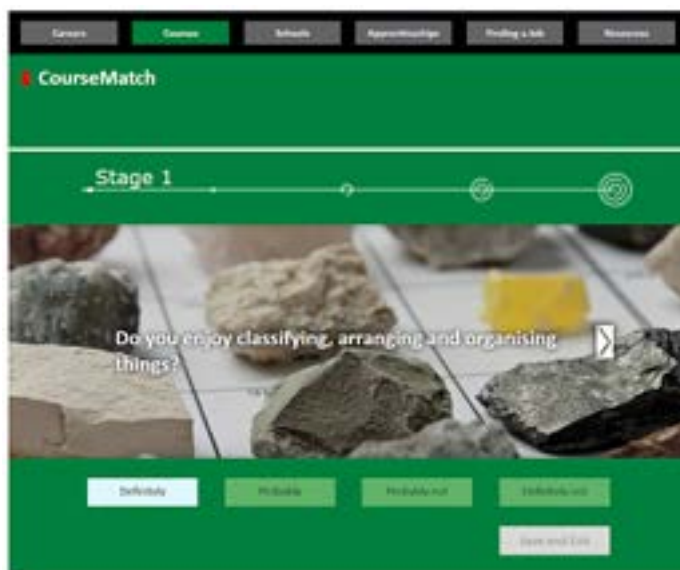 Careers Courses Schools Apprenticeships Finding a Job Resources
CourseMatch
Stage 1
Do you enjoy classifying, arranging and organising
things?
Definitely Probably Probably not Definitely not
Save and Exit